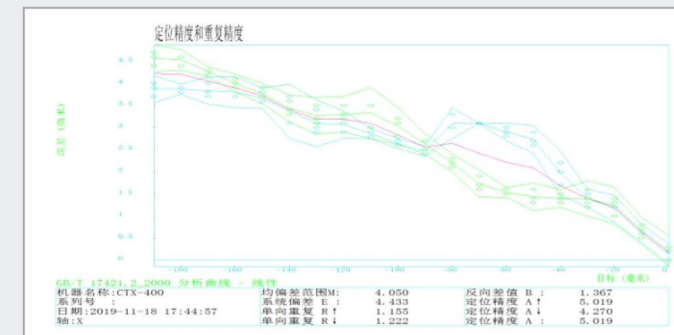 定位精度和重复精度
4.5
4
3.5
3
2.5
2
1.5
1
0.5
0
误差 (微米)
-180 -160 -140 -120 -100 -80 -60 -40 -20 0
目标 (毫米)
GB/T 17421.2_2000 分析曲线 - 线性
机器名称:CTX-400 均偏差范围M: 4.050 反向差值 B : 1.367
系列号 : 系统偏差 E : 4.433 定位精度 A↑ 5.019
日期:2019-11-18 17:44:57 单向重复 R↑ 1.155 定位精度 A↓ 4.270
轴:X 单向重复 R↓ 1.222 定位精度 A : 5.019